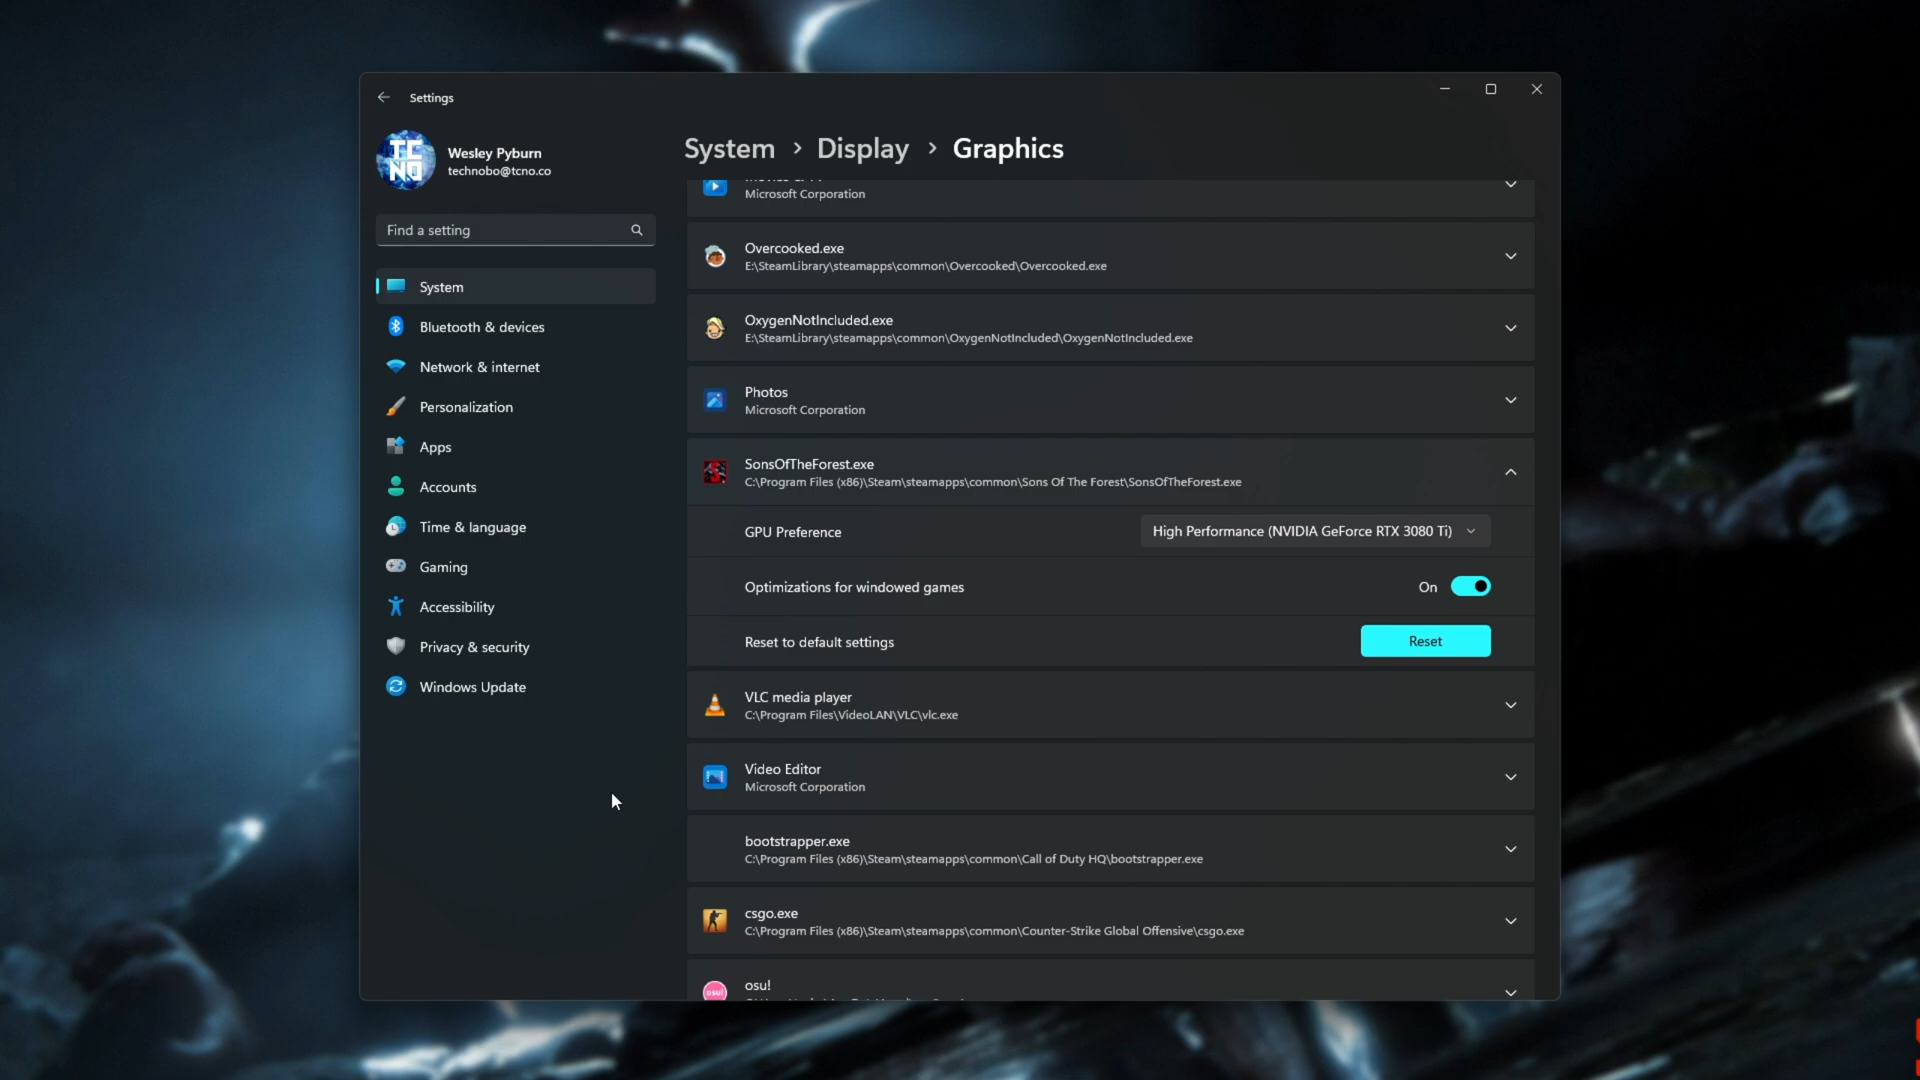 Settings
Wesley Pyburn
technobo@tcno.co
Find a setting
System
Bluetooth & devices
Network & internet
Personalization
Apps
Accounts
Time & language
Gaming
Accessibility
Privacy & security
Windows Update
System > Display > Graphics
Microsoft Corporation
Overcooked.exe
E:\SteamLibrary\steamapps\common\Overcooked\Overcooked.exe
OxygenNotIncluded.exe
E:\SteamLibrary\steamapps\common\OxygenNotIncluded\OxygenNotIncluded.exe
Photos
Microsoft Corporation
SonsOfTheForest.exe
C:\Program Files (x86)\Steam\steamapps\common\Sons Of The Forest\SonsOfTheForest.exe
GPU Preference
High Performance (NVIDIA GeForce RTX 3080 Ti)
Optimizations for windowed games
On
Reset to default settings
Reset
VLC media player
C:\Program Files\VideoLAN\VLC\vlc.exe
Video Editor
Microsoft Corporation
bootstrapper.exe
C:\Program Files (x86)\Steam\steamapps\common\Call of Duty HQ\bootstrapper.exe
csgo.exe
C:\Program Files (x86)\Steam\steamapps\common\Counter-Strike Global Offensive\csgo.exe
osu!
osu!